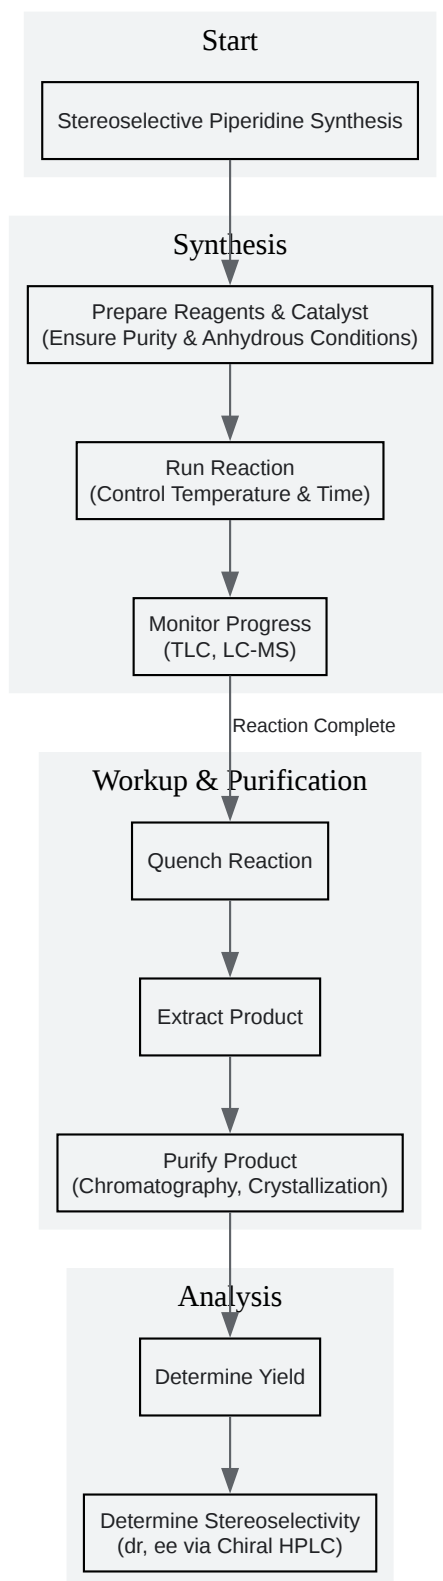 Start
Stereoselective Piperidine Synthesis
Synthesis
Prepare Reagents & Catalyst
(Ensure Purity & Anhydrous Conditions)
Run Reaction
(Control Temperature & Time)
Monitor Progress
(TLC, LC-MS)
Reaction Complete
Workup & Purification
Quench Reaction
Extract Product
Purify Product
(Chromatography, Crystallization)
Analysis
Determine Yield
Determine Stereoselectivity
(dr, ee via Chiral HPLC)